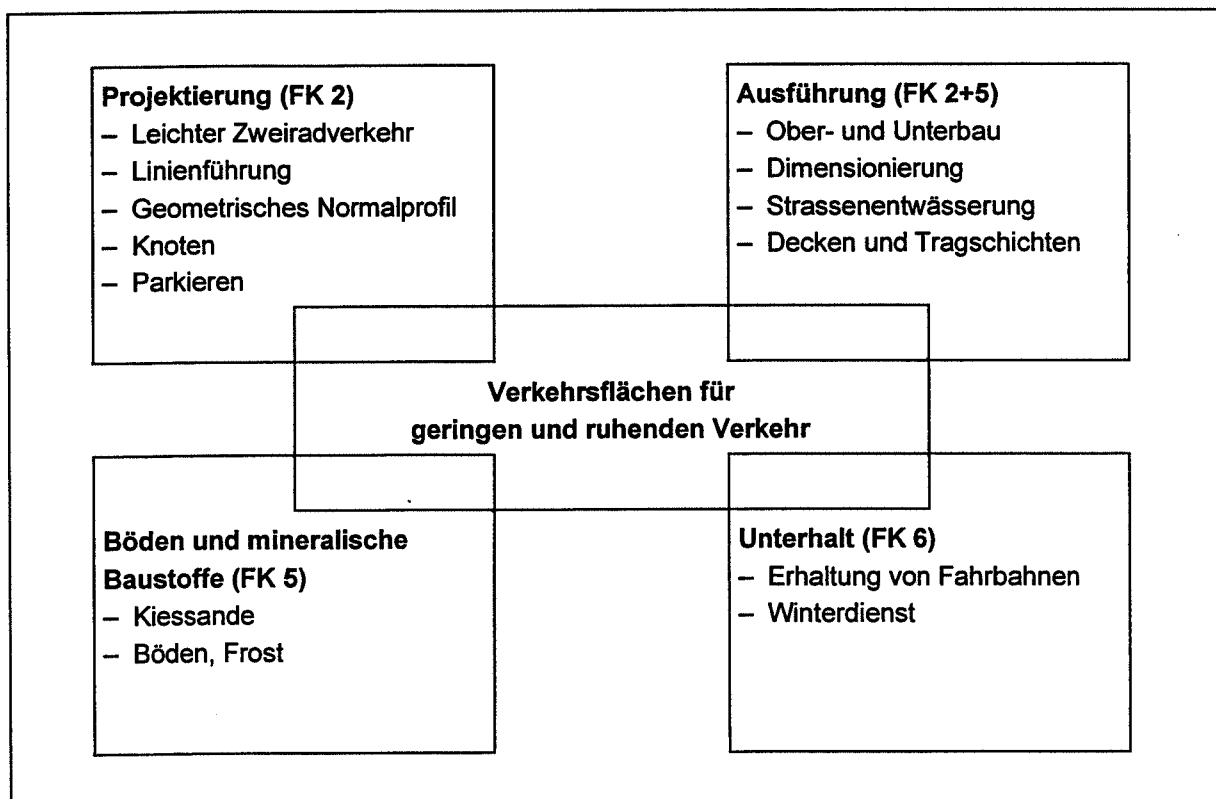 Projektierung (FK 2)
– Leichter Zweiradverkehr
– Linienführung
– Geometrisches Normalprofil
– Knoten
– Parkieren
Ausführung (FK 2+5)
– Ober- und Unterbau
– Dimensionierung
– Strassenentwässerung
– Decken und Tragschichten
Verkehrsflächen für
geringen und ruhenden Verkehr
Böden und mineralische
Baustoffe (FK 5)
– Kiessande
– Böden, Frost
Unterhalt (FK 6)
– Erhaltung von Fahrbahnen
– Winterdienst